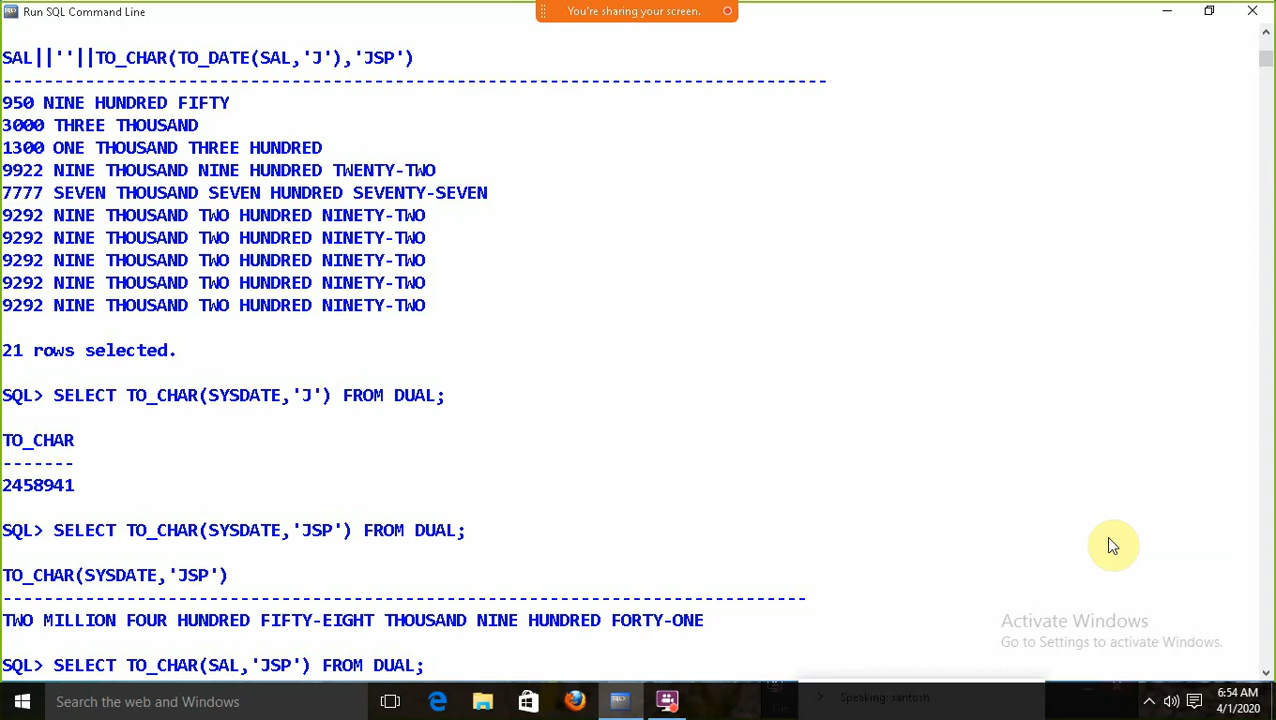 Run SQL Command Line
You're sharing your screen.
SAL||' '||TO_CHAR(TO_DATE(SAL,'J'),'JSP')
--------------------------------------------------------------------------------
950 NINE HUNDRED FIFTY
3000 THREE THOUSAND
1300 ONE THOUSAND THREE HUNDRED
9922 NINE THOUSAND NINE HUNDRED TWENTY-TWO
7777 SEVEN THOUSAND SEVEN HUNDRED SEVENTY-SEVEN
9292 NINE THOUSAND TWO HUNDRED NINETY-TWO
9292 NINE THOUSAND TWO HUNDRED NINETY-TWO
9292 NINE THOUSAND TWO HUNDRED NINETY-TWO
9292 NINE THOUSAND TWO HUNDRED NINETY-TWO
9292 NINE THOUSAND TWO HUNDRED NINETY-TWO
21 rows selected.
SQL> SELECT TO_CHAR(SYSDATE,'J') FROM DUAL;
TO_CHAR
-------
2458941
SQL> SELECT TO_CHAR(SYSDATE,'JSP') FROM DUAL;
TO_CHAR(SYSDATE,'JSP')
------------------------------------------------------------------------------
TWO MILLION FOUR HUNDRED FIFTY-EIGHT THOUSAND NINE HUNDRED FORTY-ONE
SQL> SELECT TO_CHAR(SAL,'JSP') FROM DUAL;
Activate Windows
Go to Settings to activate Windows.
Search the web and Windows
Speaking: santosh
6:54 AM
4/1/2020